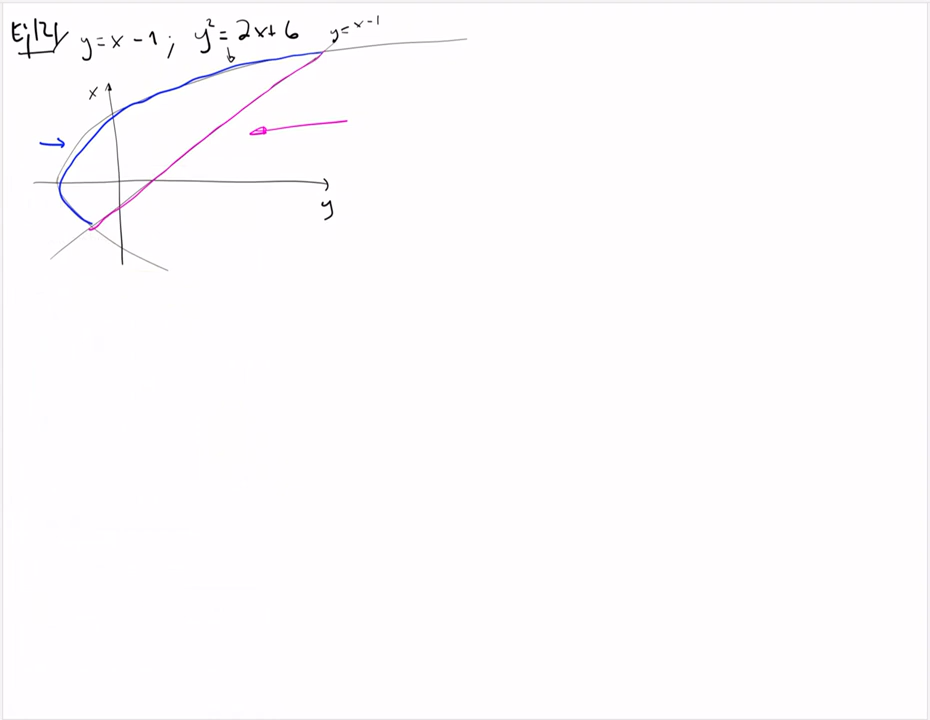 Ej 12) y = x - 1 ; y² = 2x + 6
y = x - 1
x
y